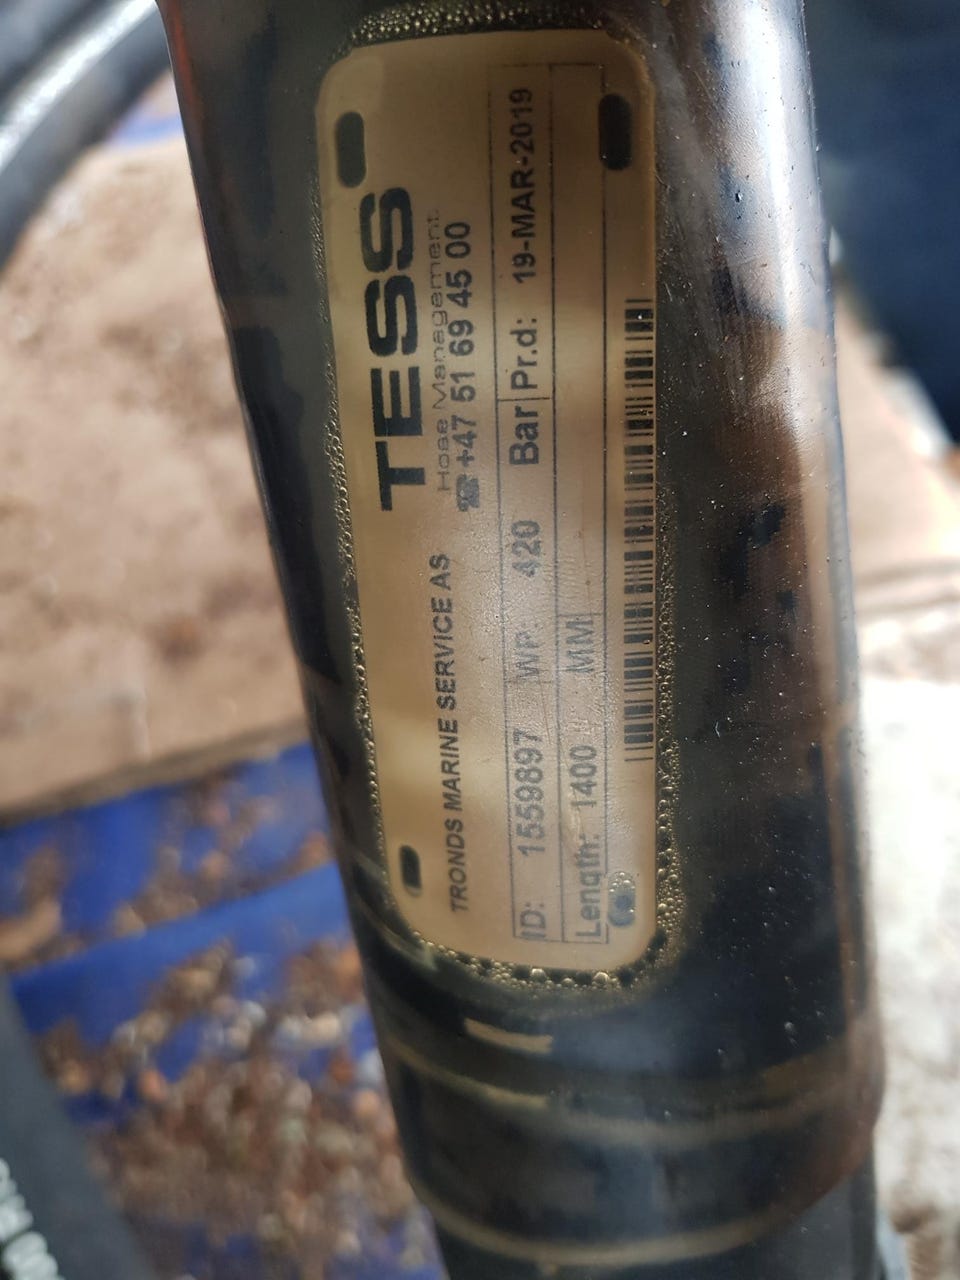 TESS
Hose Management
TRONDS MARINE SERVICE AS ☎ +47 51 69 45 00
ID: 1559897 WP: 420 Bar Pr.d: 19-MAR-2019
Length: 1400 MM